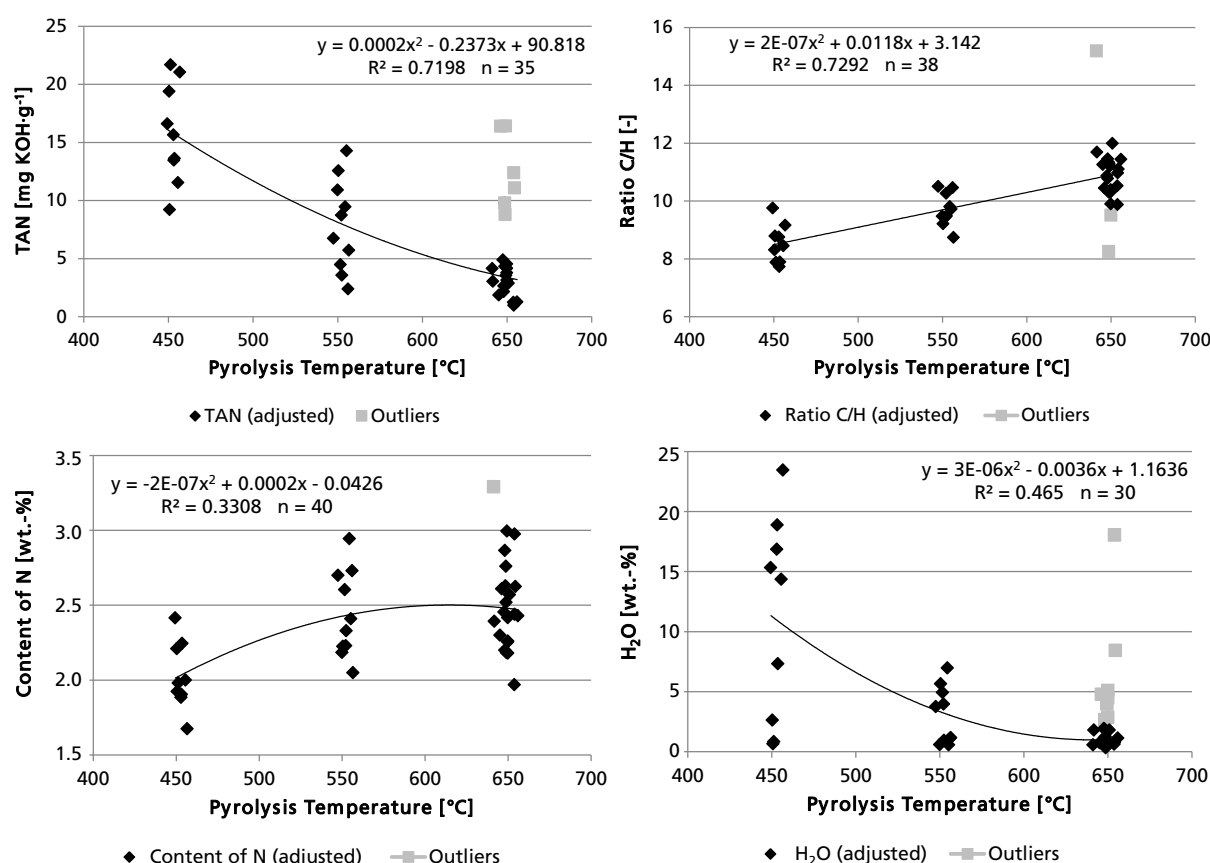 y = 0.0002x² - 0.2373x + 90.818
R² = 0.7198 n = 35
TAN [mg KOH·g⁻¹]
25
20
15
10
5
0
400 450 500 550 600 650 700
Pyrolysis Temperature [°C]
TAN (adjusted) Outliers
y = 2E-07x² + 0.0118x + 3.142
R² = 0.7292 n = 38
Ratio C/H [-]
16
14
12
10
8
6
400 450 500 550 600 650 700
Pyrolysis Temperature [°C]
Ratio C/H (adjusted) Outliers
y = -2E-07x² + 0.0002x - 0.0426
R² = 0.3308 n = 40
Content of N [wt.-%]
3.5
3.0
2.5
2.0
1.5
400 450 500 550 600 650 700
Pyrolysis Temperature [°C]
Content of N (adjusted) Outliers
y = 3E-06x² - 0.0036x + 1.1636
R² = 0.465 n = 30
H₂O [wt.-%]
25
20
15
10
5
0
400 450 500 550 600 650 700
Pyrolysis Temperature [°C]
H₂O (adjusted) Outliers